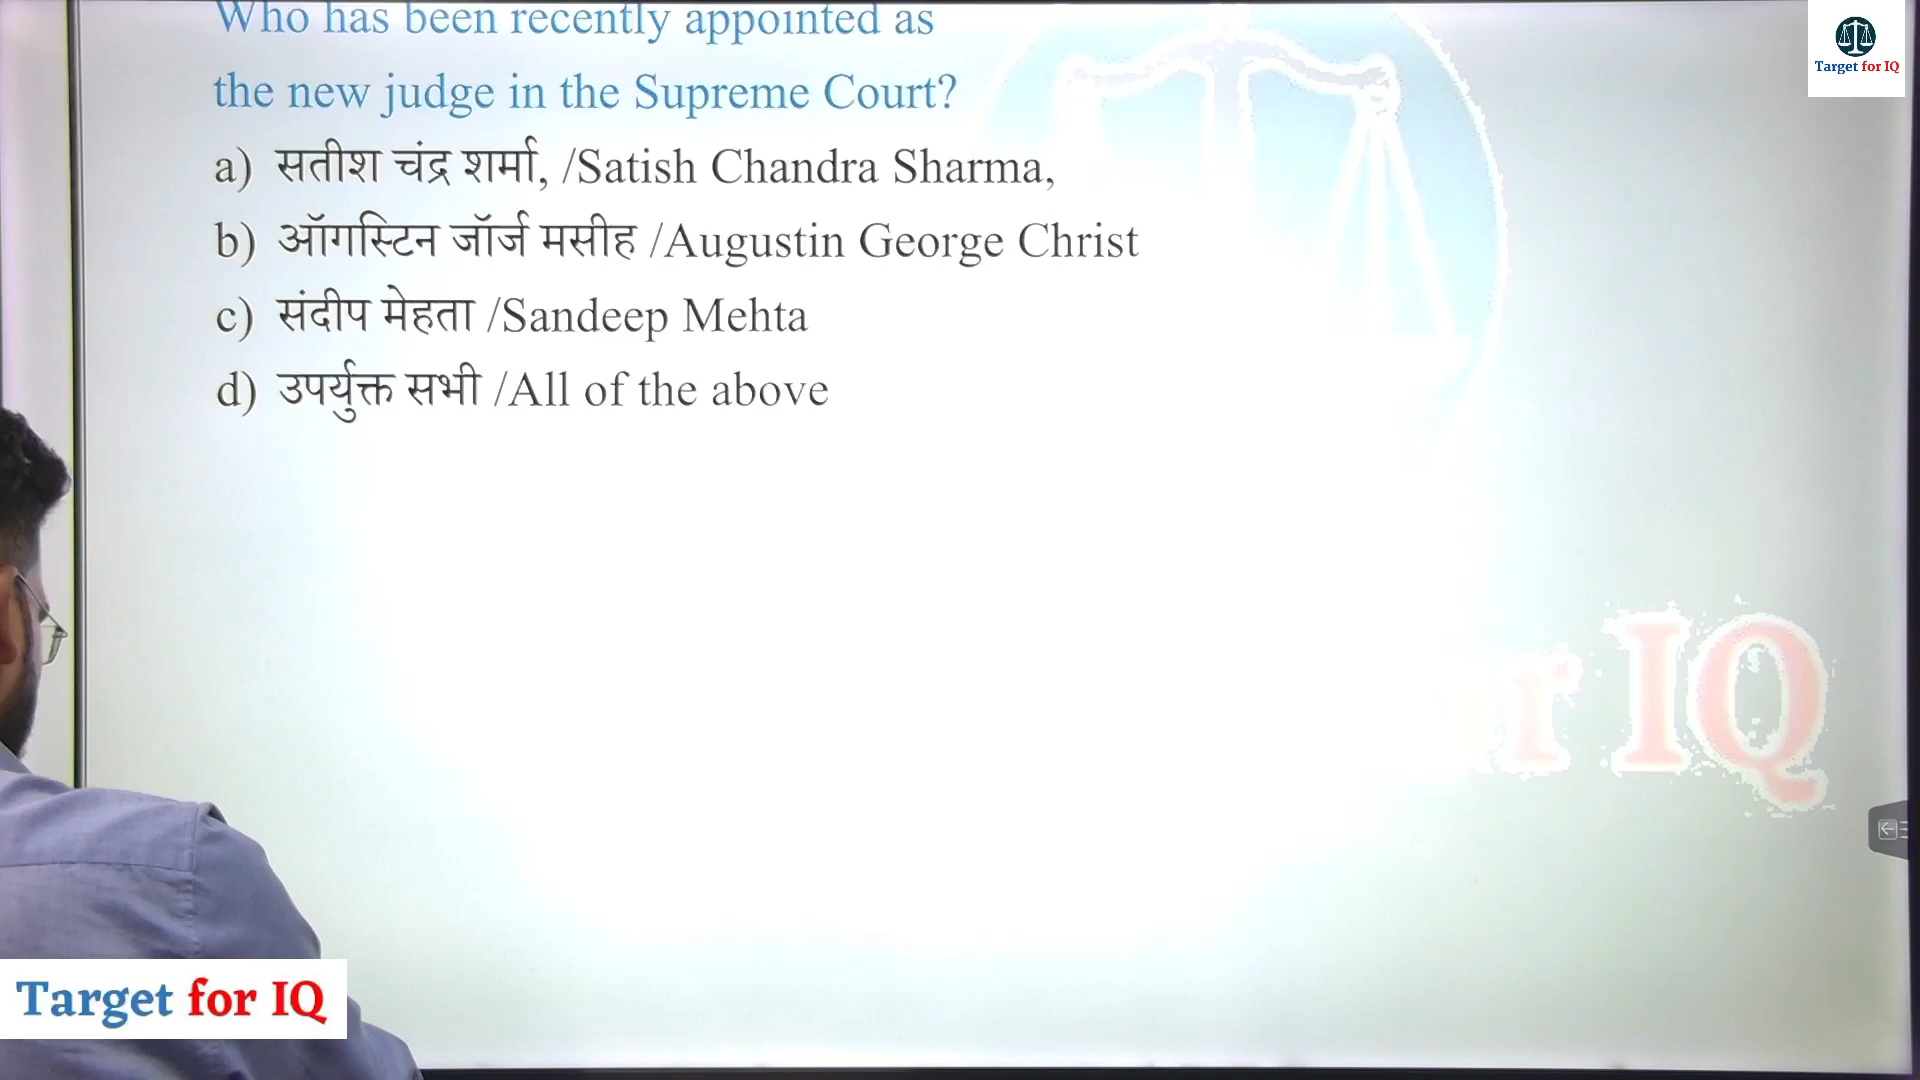 Who has been recently appointed as
the new judge in the Supreme Court?
a) सतीश चंद्र शर्मा, /Satish Chandra Sharma,
b) ऑगस्टिन जॉर्ज मसीह /Augustin George Christ
c) संदीप मेहता /Sandeep Mehta
d) उपर्युक्त सभी /All of the above
Target for IQ
r IQ
Target for IQ